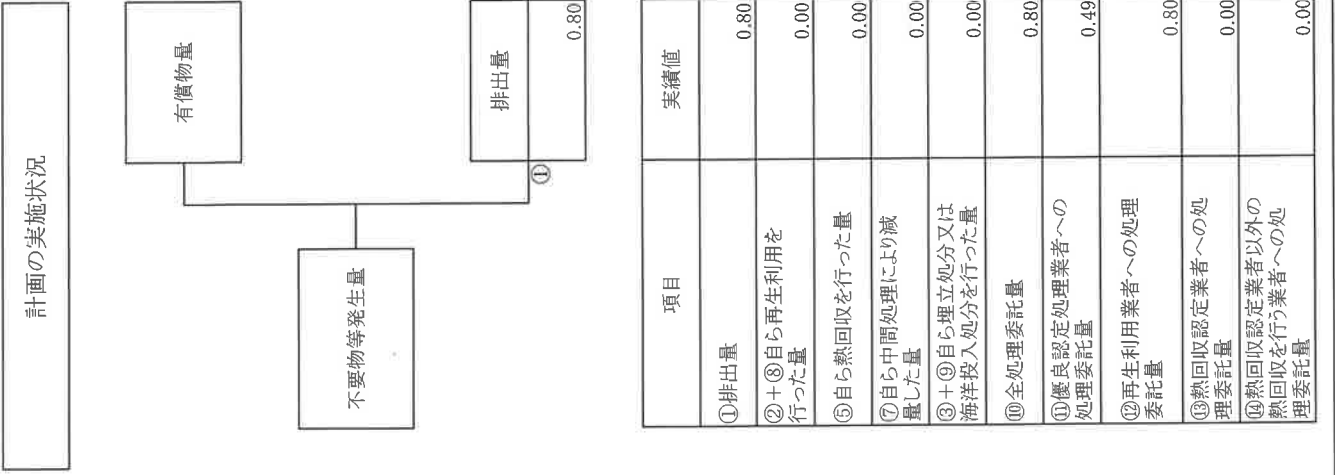 計画の実施状況
有償物量
不要物等発生量
排出量
①
0.80
項目
実績値
①排出量
0.80
②+⑧自ら再生利用を
行った量
0.00
⑤自ら熱回収を行った量
0.00
⑦自ら中間処理により減
量した量
0.00
③+⑨自ら埋立処分又は
海洋投入処分を行った量
0.00
⑩全処理委託量
0.80
⑪優良認定処理業者への
処理委託量
0.49
⑫再生利用業者への処理
委託量
0.80
⑬熱回収認定業者への処
理委託量
0.00
⑭熱回収認定業者以外の
熱回収を行う業者への処
理委託量
0.00